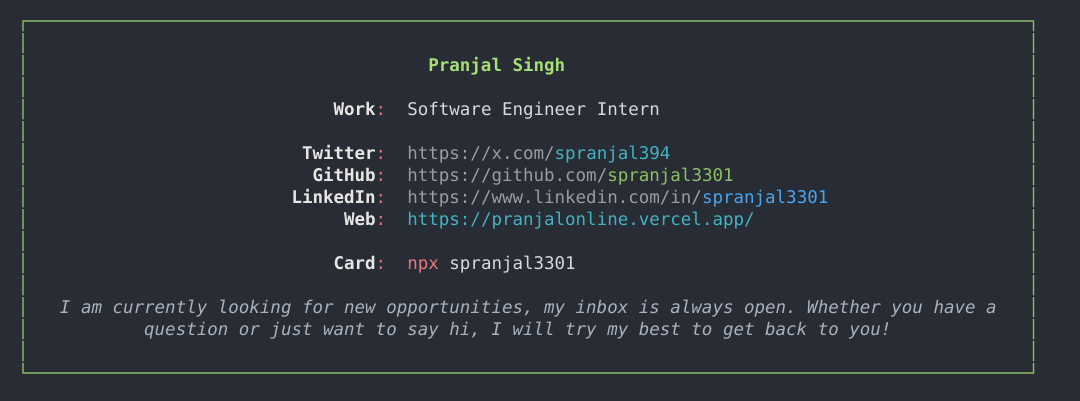 Pranjal Singh
Work: Software Engineer Intern
Twitter: https://x.com/spranjal394
GitHub: https://github.com/spranjal3301
LinkedIn: https://www.linkedin.com/in/spranjal3301
Web: https://pranjalonline.vercel.app/
Card: npx spranjal3301
I am currently looking for new opportunities, my inbox is always open. Whether you have a
question or just want to say hi, I will try my best to get back to you!